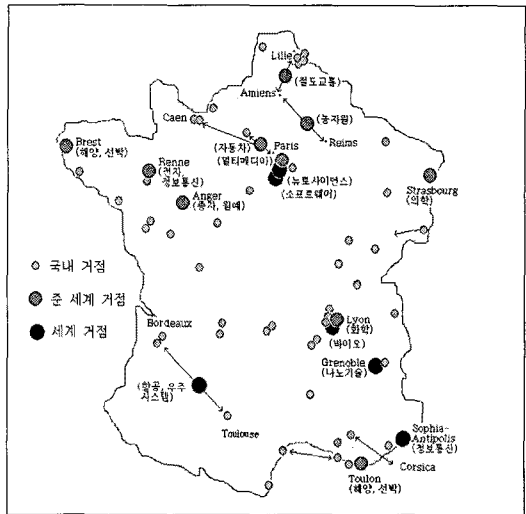 Lille
(철도교통)
Amiens
(농자원)
Reims
Caen
(자동차)
Paris
(멀티메디아)
(뉴로사이언스)
(소프트웨어)
Brest
(해양, 선박)
Renne
(전자,
정보통신)
Anger
(종자, 원예)
Strasbourg
(의학)
국내 거점
준 세계 거점
세계 거점
Bordeaux
(항공, 우주
시스템)
Toulouse
Lyon
(화학)
(바이오)
Grenoble
(나노기술)
Sophia-
Antipolis
(정보통신)
Corsica
Toulon
(해양, 선박)